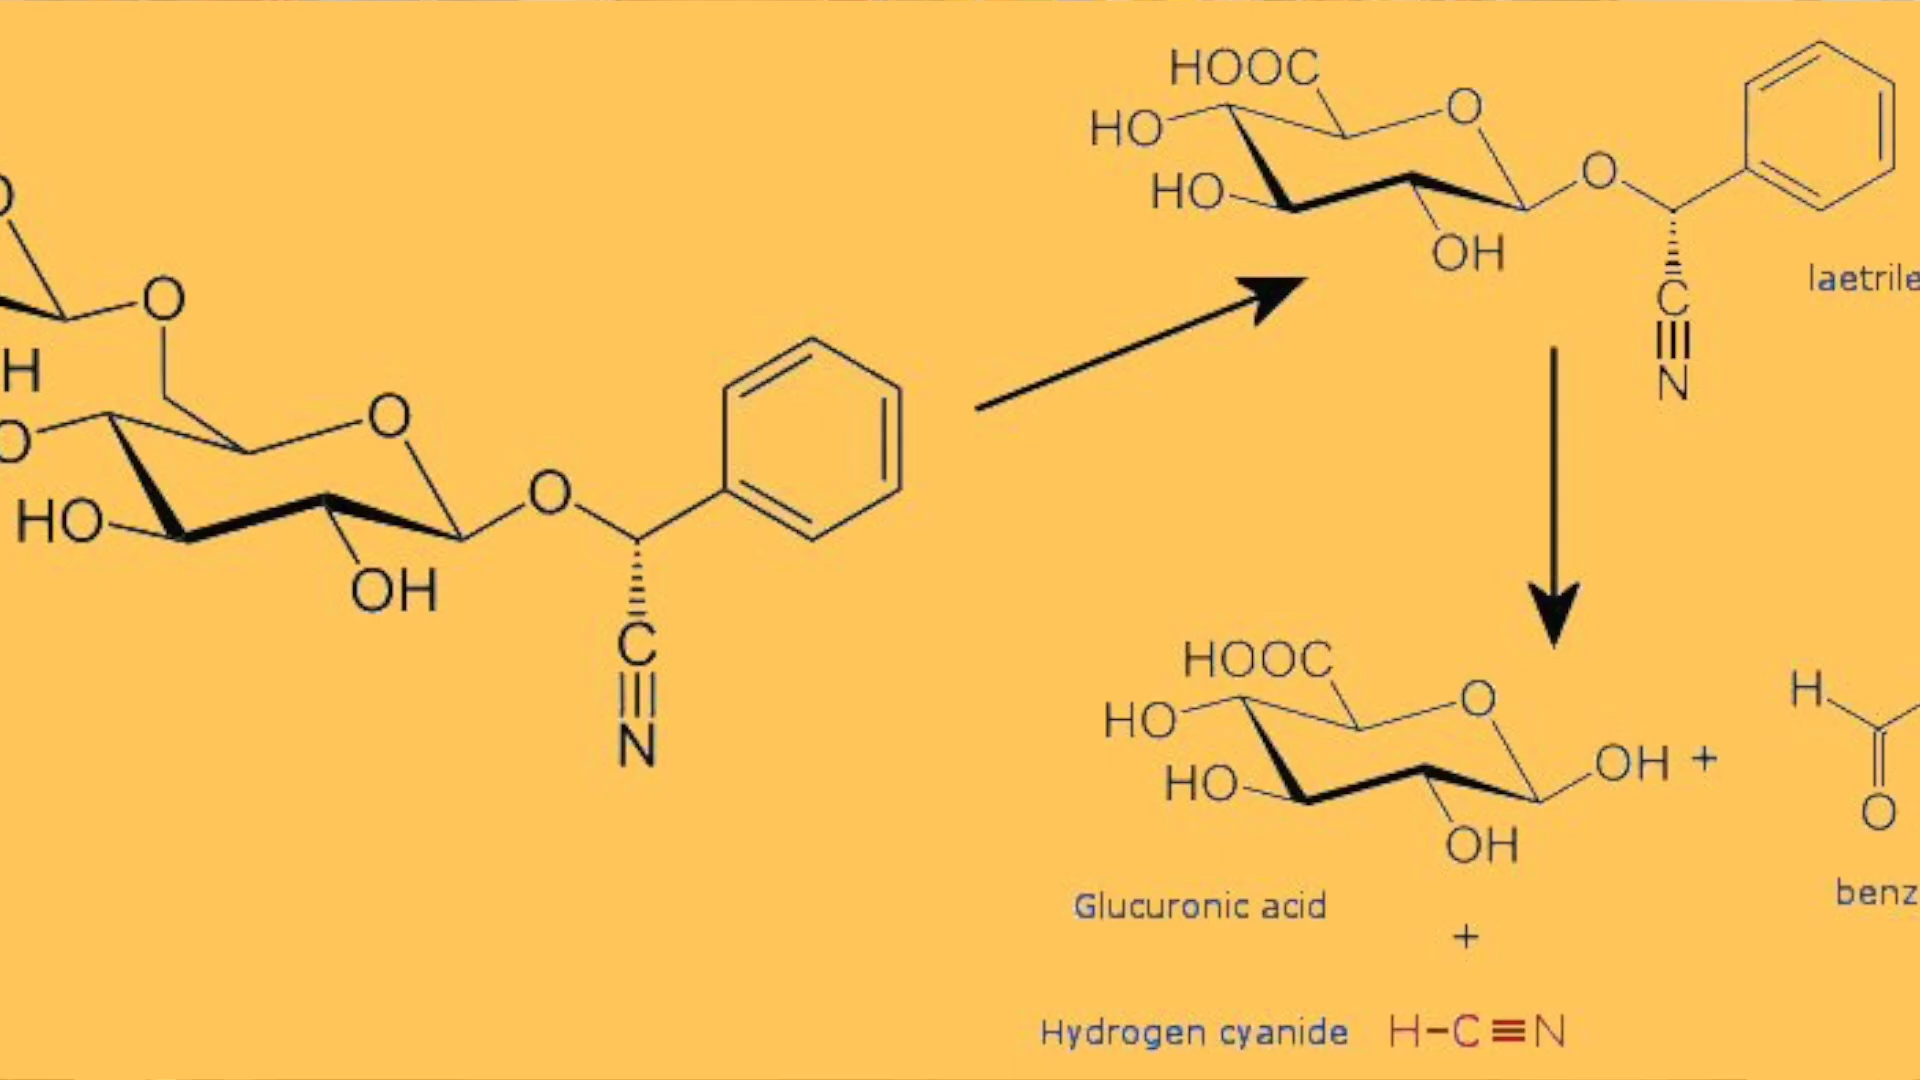 HOOC
HO
O
HO
O
OH
C
N
laetrile
O
O
H
O
O
HO
O
OH
C
N
HOOC
HO
O
HO
OH +
OH
H
O
Glucuronic acid
benz
+
Hydrogen cyanide H-C≡N